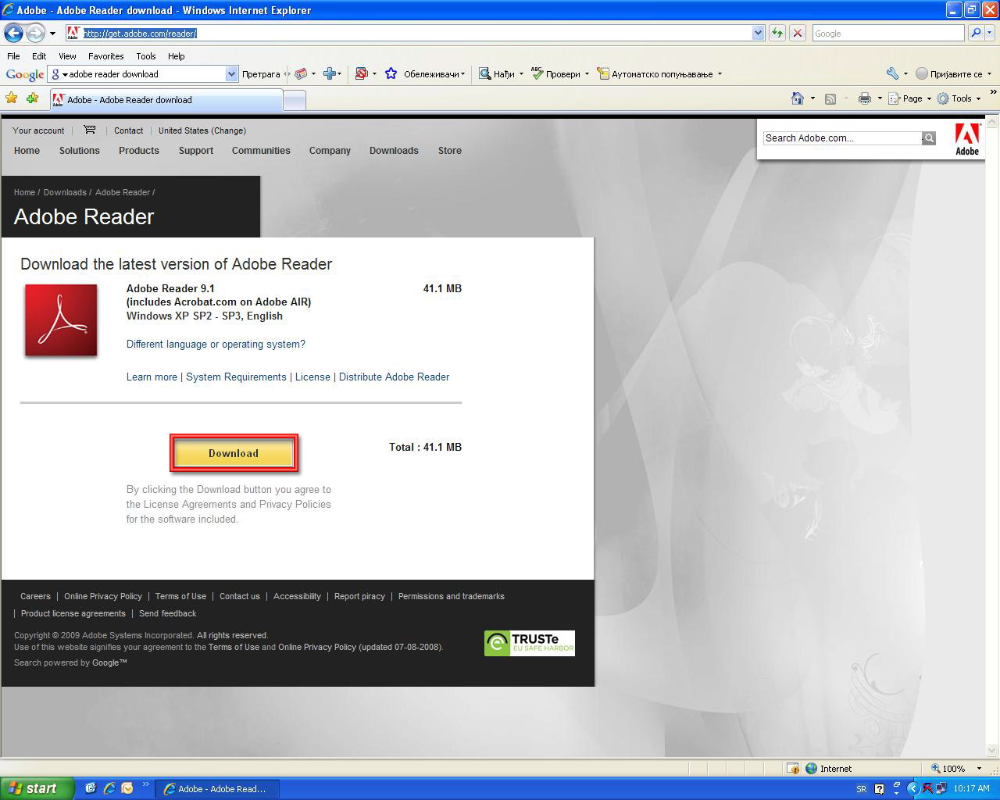 Adobe - Adobe Reader download - Windows Internet Explorer
http://get.adobe.com/reader/
Google
File Edit View Favorites Tools Help
Google adobe reader download Претрага Обележивачи Нађи ABC Провери Аутоматско попуњавање Пријавите се
Adobe - Adobe Reader download
Page Tools
Your account | Contact | United States (Change)
Home Solutions Products Support Communities Company Downloads Store
Search Adobe.com...
Adobe
Home / Downloads / Adobe Reader /
Adobe Reader
Download the latest version of Adobe Reader
Adobe Reader 9.1 41.1 MB
(includes Acrobat.com on Adobe AIR)
Windows XP SP2 - SP3, English
Different language or operating system?
Learn more | System Requirements | License | Distribute Adobe Reader
Download
Total : 41.1 MB
By clicking the Download button you agree to
the License Agreements and Privacy Policies
for the software included.
Careers | Online Privacy Policy | Terms of Use | Contact us | Accessibility | Report piracy | Permissions and trademarks
| Product license agreements | Send feedback
Copyright © 2009 Adobe Systems Incorporated. All rights reserved.
Use of this website signifies your agreement to the Terms of Use and Online Privacy Policy (updated 07-08-2008).
Search powered by Google™
TRUSTe
EU SAFE HARBOR
Internet 100%
start Adobe - Adobe Read... SR 10:17 AM